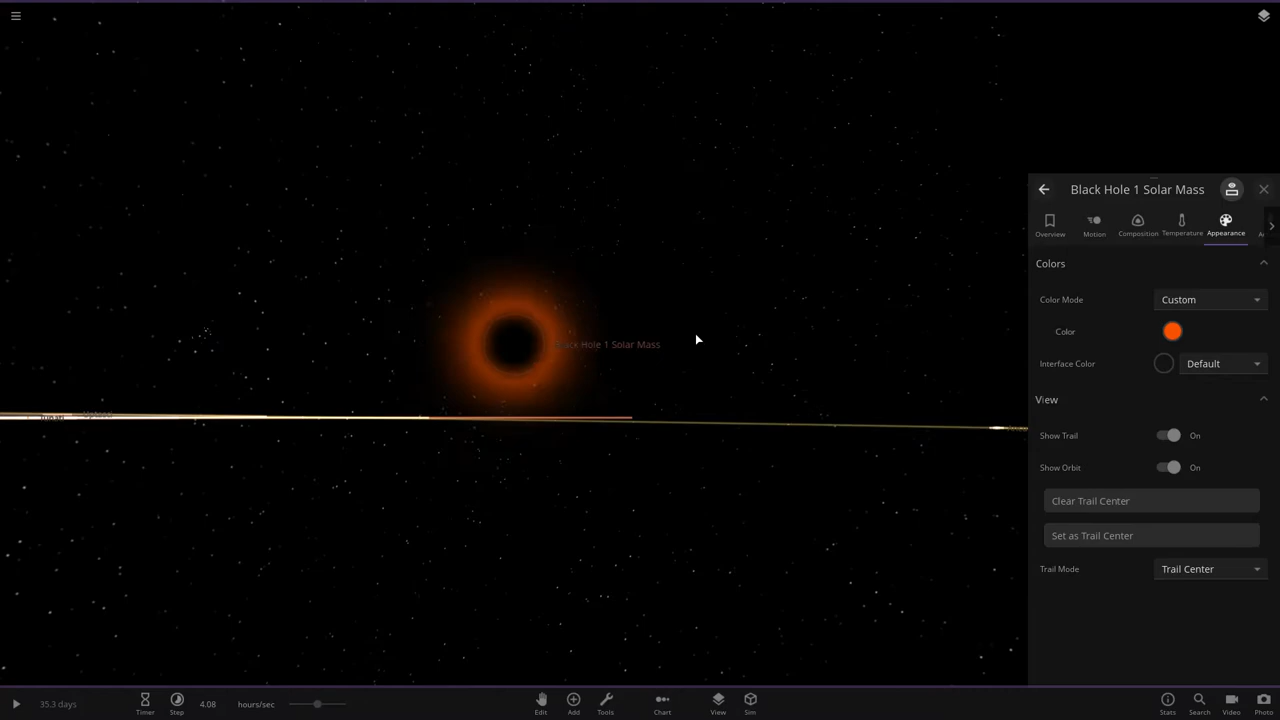 Black Hole 1 Solar Mass
Overview
Motion
Composition
Temperature
Appearance
Colors
Color Mode
Custom
Color
Black Hole 1 Solar Mass
Interface Color
Default
View
Show Trail
On
Show Orbit
On
Clear Trail Center
Set as Trail Center
Trail Mode
Trail Center
35.3 days
Timer
Step
4.08
hours/sec
Edit
Add
Tools
Chart
View
Sim
Stats
Search
Video
Photo